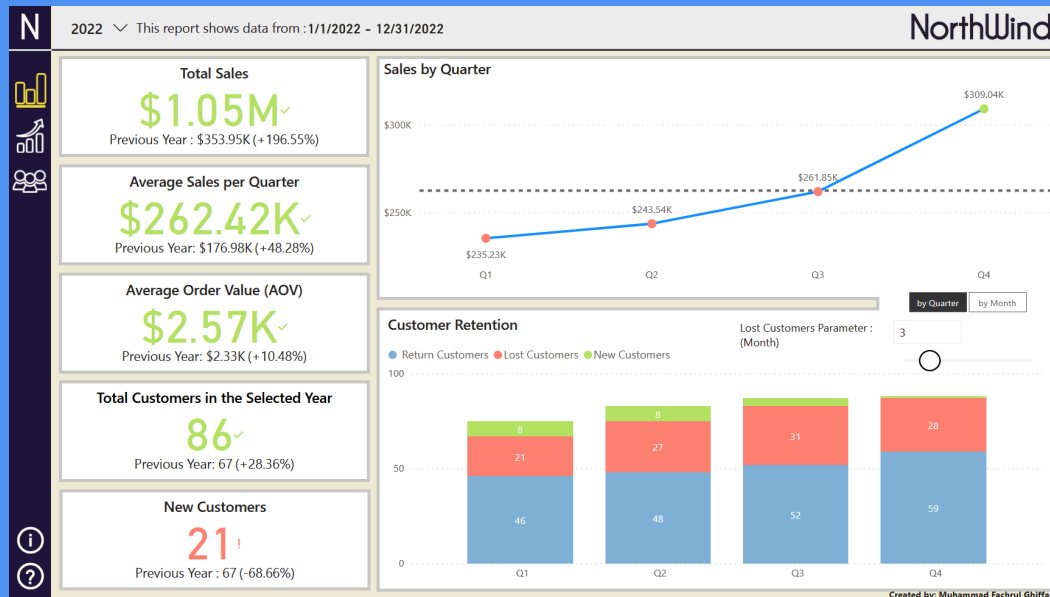 N
2022 This report shows data from : 1/1/2022 - 12/31/2022
NorthWind
Total Sales
$1.05M
Previous Year : $353.95K (+196.55%)
Average Sales per Quarter
$262.42K
Previous Year: $176.98K (+48.28%)
Average Order Value (AOV)
$2.57K
Previous Year: $2.33K (+10.48%)
Total Customers in the Selected Year
86
Previous Year: 67 (+28.36%)
New Customers
21!
Previous Year : 67 (-68.66%)
i
?
Sales by Quarter
$309.04K
$300K
$261.85K
$243.54K
$250K
$235.23K
Q1 Q2 Q3 Q4
by Quarter by Month
Customer Retention
Lost Customers Parameter :
(Month)
3
Return Customers Lost Customers New Customers
100
8 8
21 27 31 28
50
46 48 52 59
0
Q1 Q2 Q3 Q4
Created by: Muhammad Fachrul Ghiffa